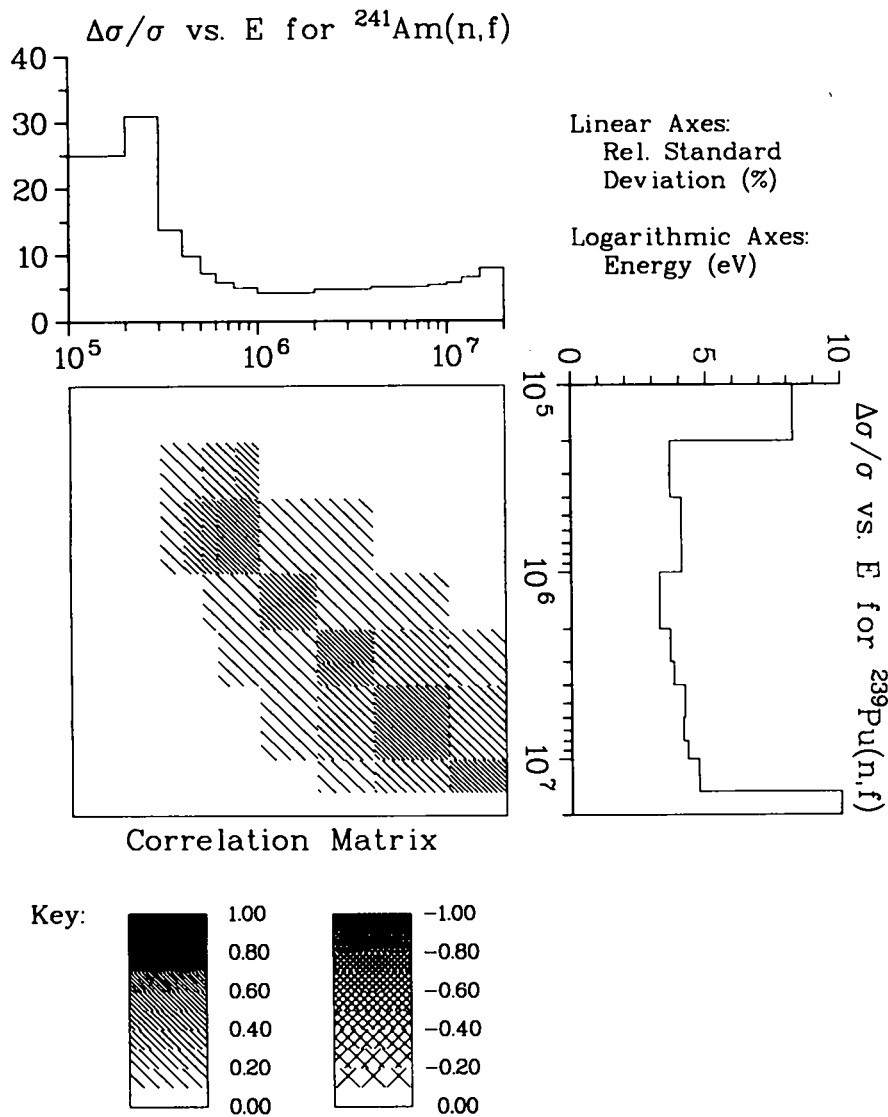 Δσ/σ vs. E for ²⁴¹Am(n,f)
40
30
20
10
0
10⁵
10⁶
10⁷
Linear Axes:
Rel. Standard
Deviation (%)
Logarithmic Axes:
Energy (eV)
0
5
10
10⁵
10⁶
10⁷
Δσ/σ vs. E for ²³⁹Pu(n,f)
Correlation Matrix
Key:
1.00
0.80
0.60
0.40
0.20
0.00
-1.00
-0.80
-0.60
-0.40
-0.20
0.00